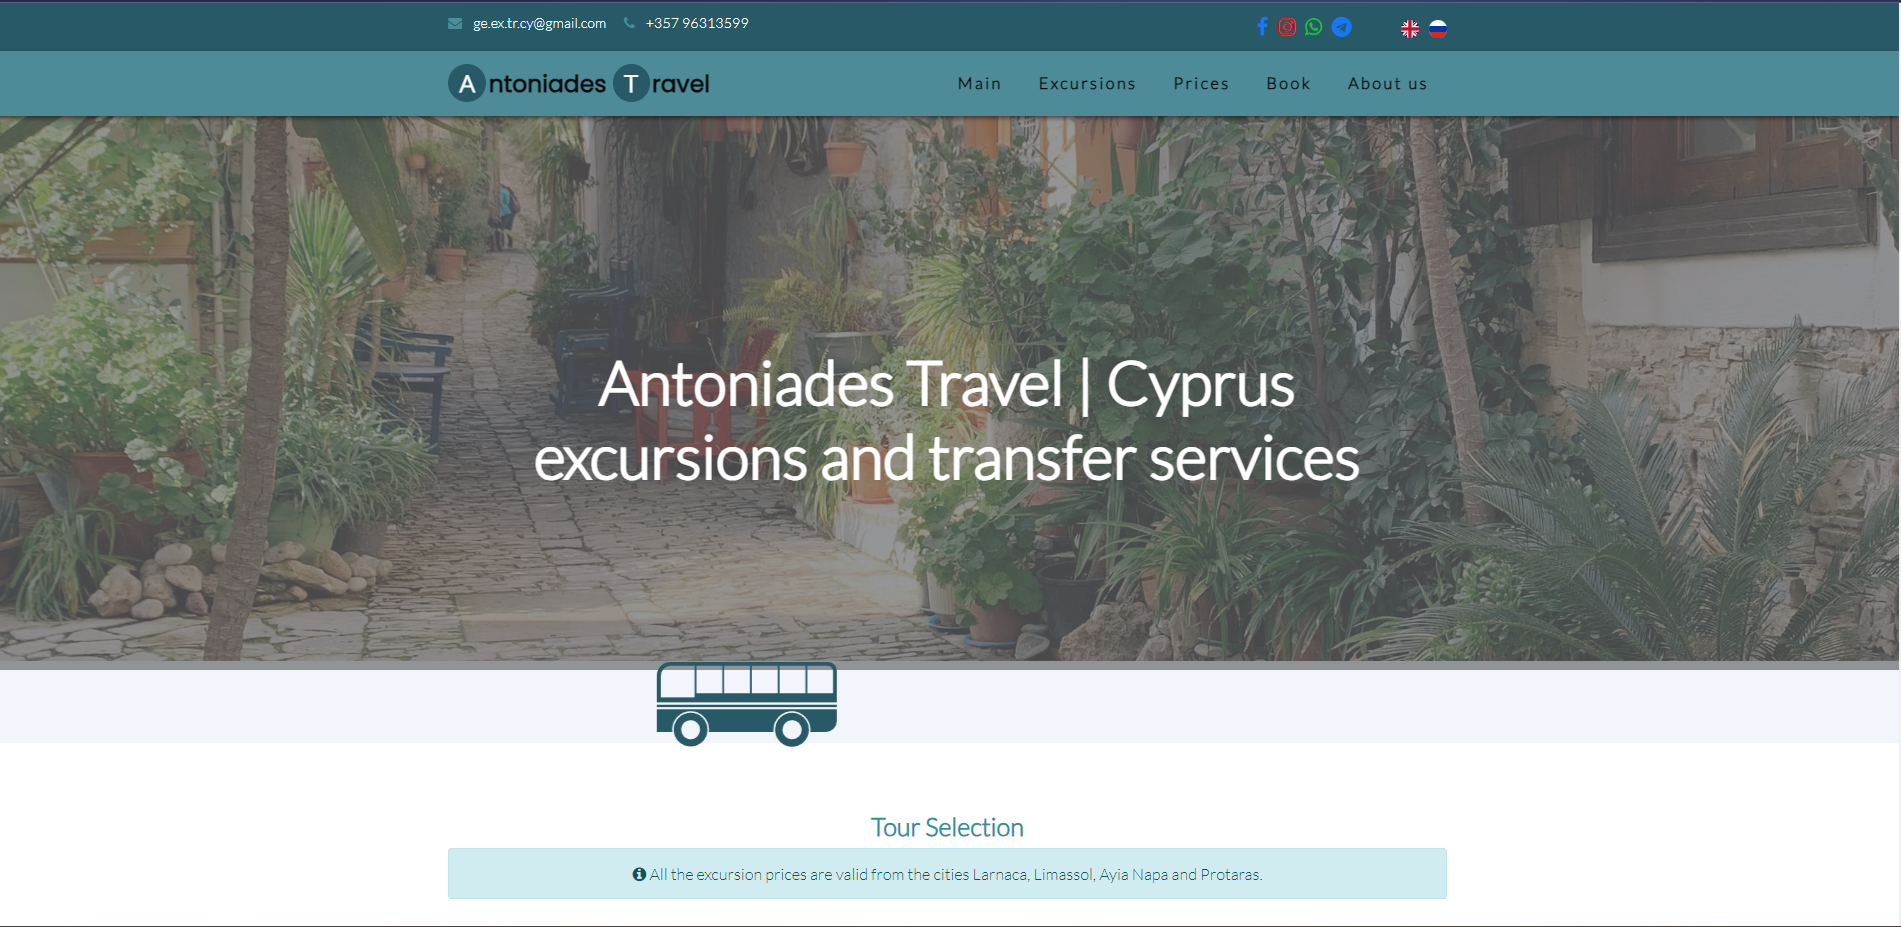 ge.ex.tr.cy@gmail.com +357 96313599
Antoniades Travel
Main Excursions Prices Book About us
Antoniades Travel | Cyprus
excursions and transfer services
Tour Selection
All the excursion prices are valid from the cities Larnaca, Limassol, Ayia Napa and Protaras.